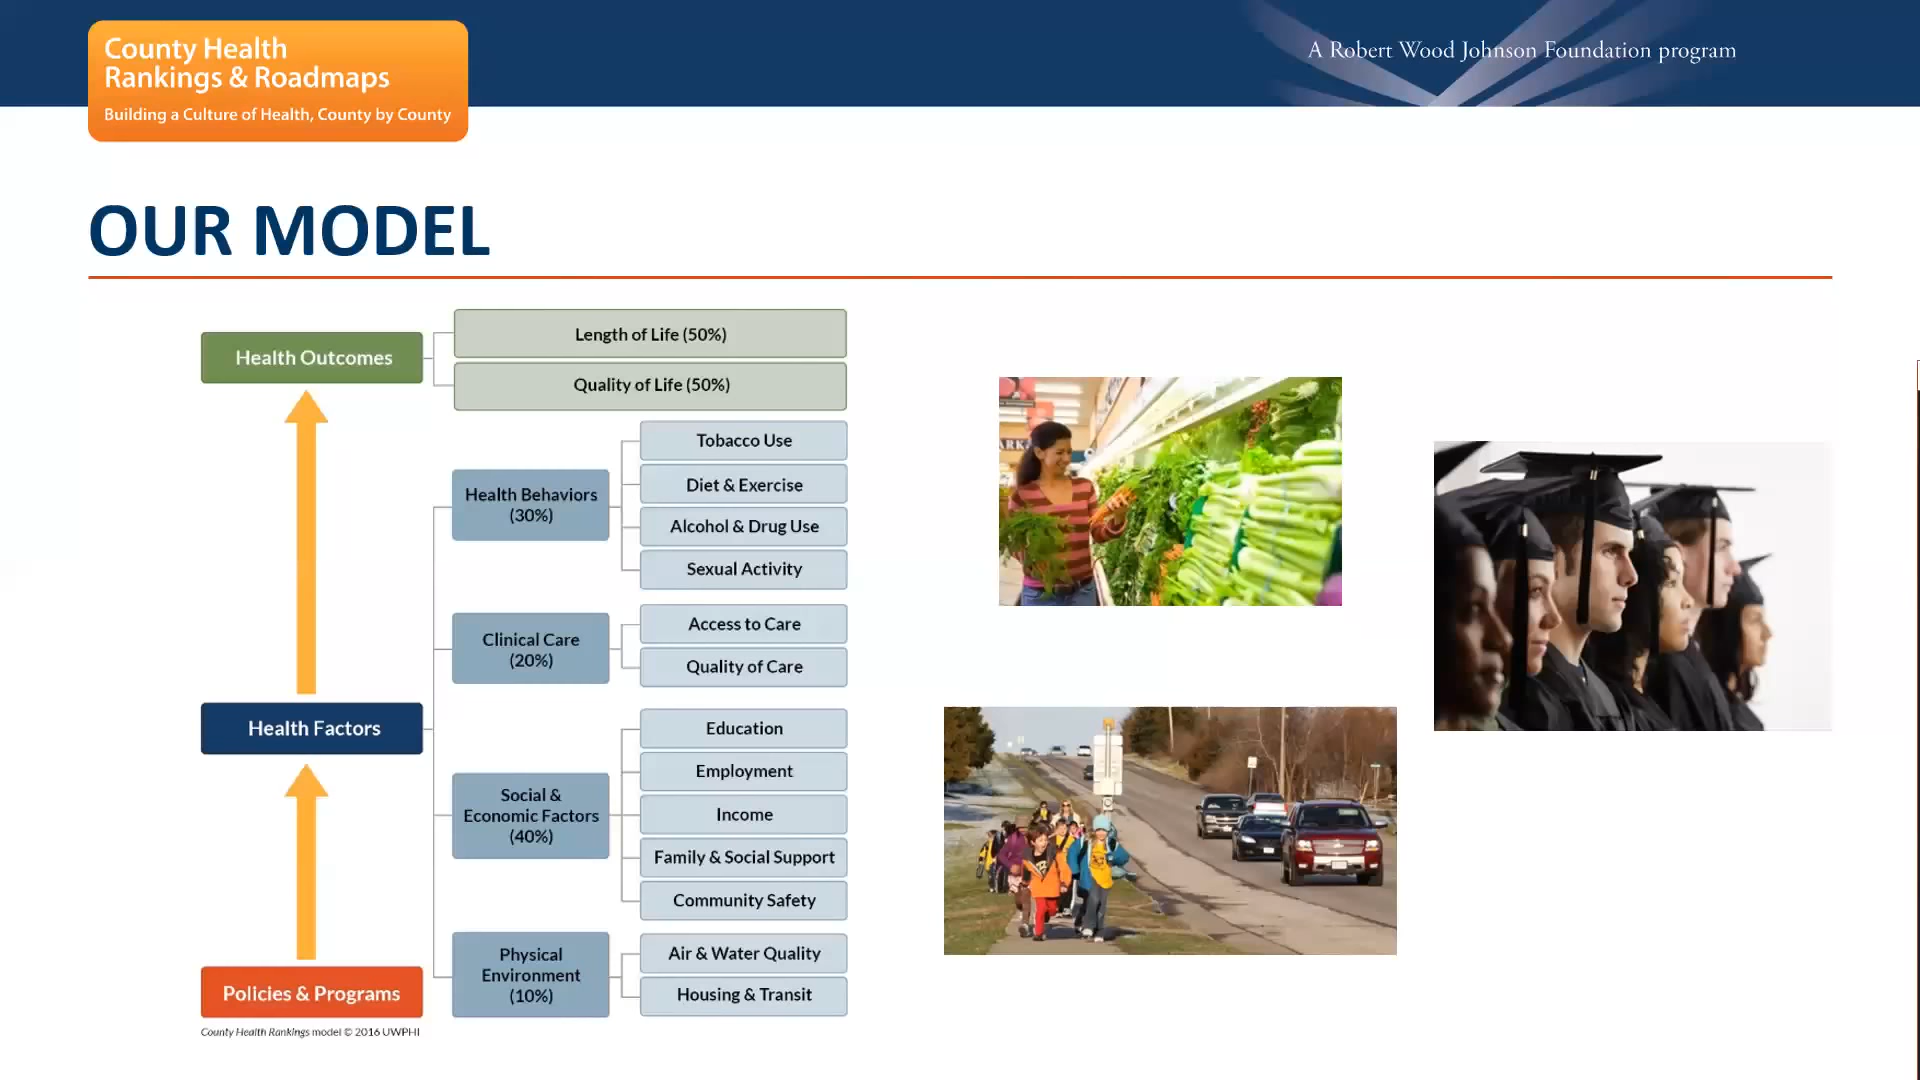 County Health
Rankings & Roadmaps
Building a Culture of Health, County by County
A Robert Wood Johnson Foundation program
OUR MODEL
Health Outcomes
Length of Life (50%)
Quality of Life (50%)
Health Behaviors
(30%)
Tobacco Use
Diet & Exercise
Alcohol & Drug Use
Sexual Activity
Clinical Care
(20%)
Access to Care
Quality of Care
Health Factors
Social &
Economic Factors
(40%)
Education
Employment
Income
Family & Social Support
Community Safety
Physical
Environment
(10%)
Air & Water Quality
Housing & Transit
Policies & Programs
County Health Rankings model © 2016 UWPHI